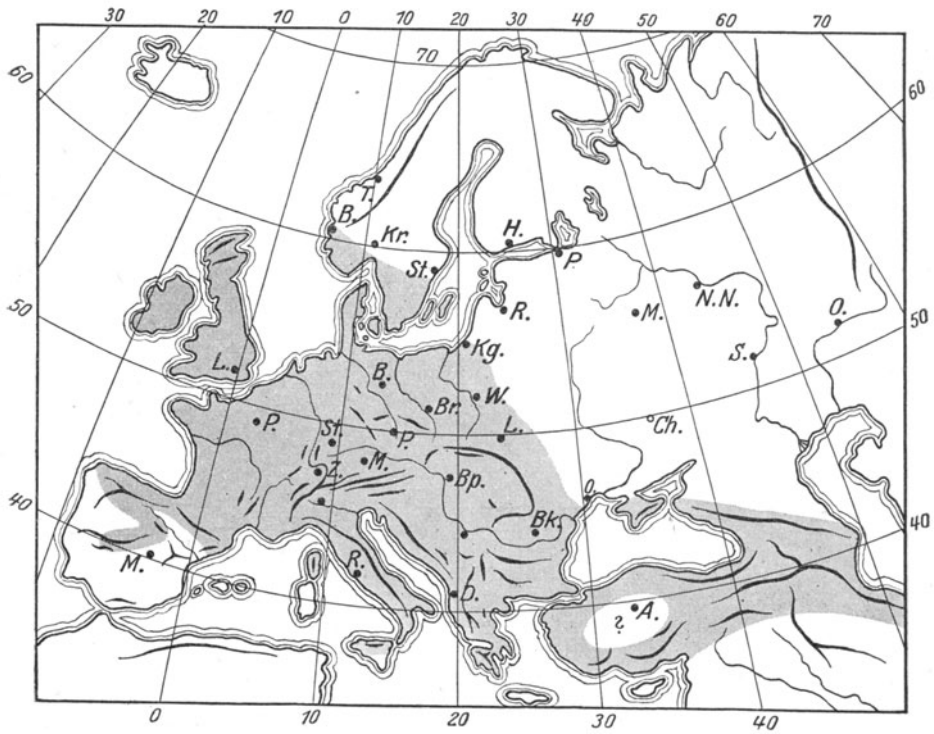 30 20 10 0 10 20 30 40 50 60 70
60 70 60
T.
B.
Kr. H.
St. P.
N.N.
50 R. M. O. 50
Kg. S.
L. B. W.
Br. Ch.
P. St. P. L.
Z. M. Bp. O.
40 Bk. 40
M. R. D.
? A.
0 10 20 30 40